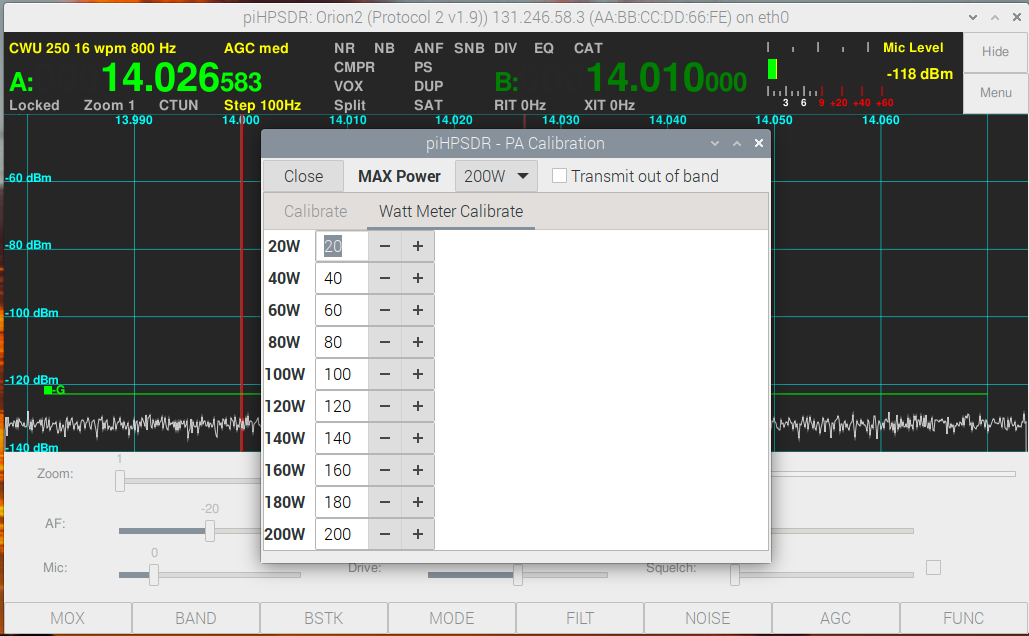 piHPSDR: Orion2 (Protocol 2 v1.9)) 131.246.58.3 (AA:BB:CC:DD:66:FE) on eth0
CWU 250 16 wpm 800 Hz AGC med NR NB ANF SNB DIV EQ CAT Mic Level Hide
CMPR PS
A: 14.026583 VOX DUP B: 14.010000 -118 dBm
Locked Zoom 1 CTUN Step 100Hz Split SAT RIT 0Hz XIT 0Hz 3 6 9 +20 +40 +60 Menu
13.990 14.000 14.010 14.020 14.030 14.040 14.050 14.060
piHPSDR - PA Calibration
Close MAX Power 200W Transmit out of band
Calibrate Watt Meter Calibrate
20W 20 − +
40W 40 − +
60W 60 − +
80W 80 − +
100W 100 − +
120W 120 − +
140W 140 − +
160W 160 − +
180W 180 − +
200W 200 − +
-60 dBm
-80 dBm
-100 dBm
-120 dBm
-G
-140 dBm
1
Zoom:
-20
AF:
0
Mic: Drive: Squelch:
MOX BAND BSTK MODE FILT NOISE AGC FUNC